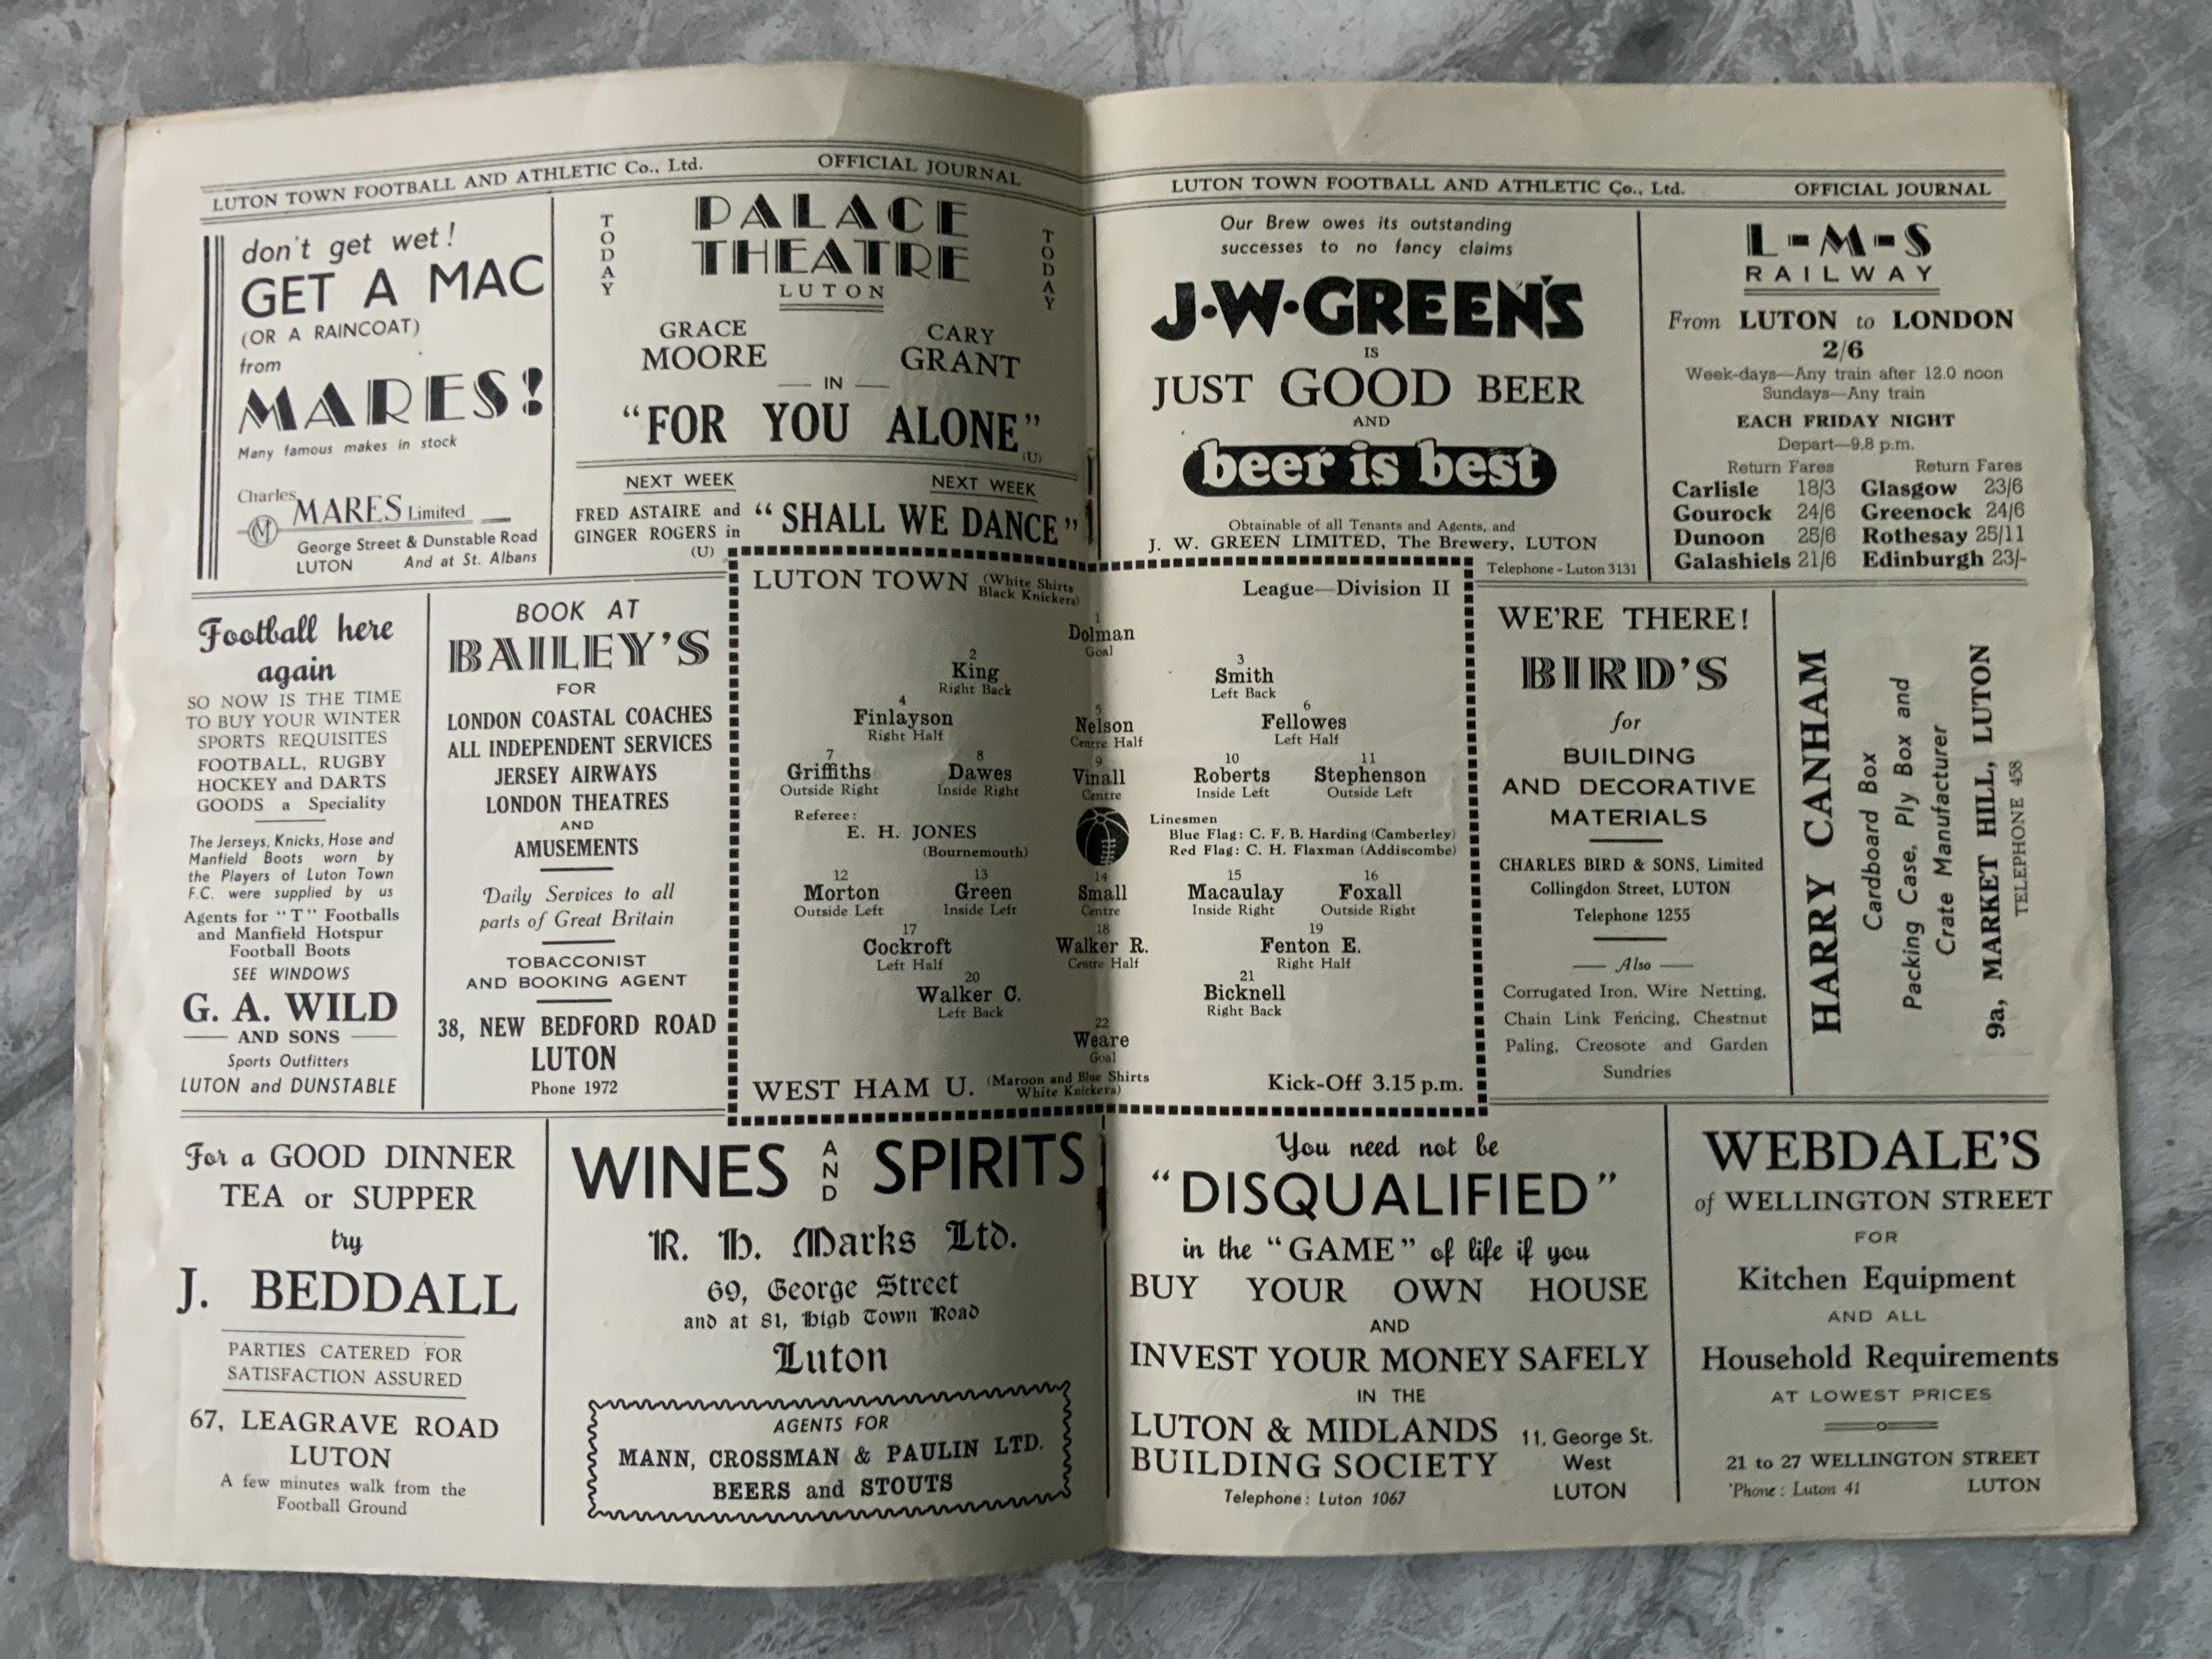 LUTON TOWN FOOTBALL AND ATHLETIC Co., Ltd. OFFICIAL JOURNAL
don't get wet!
GET A MAC
(OR A RAINCOAT)
from
MARES!
Many famous makes in stock
Charles
MARES Limited
M
George Street & Dunstable Road
LUTON And at St. Albans
TODAY
PALACE
THEATRE
LUTON
TODAY
GRACE CARY
MOORE GRANT
— IN —
"FOR YOU ALONE"
(U)
NEXT WEEK NEXT WEEK
FRED ASTAIRE and
GINGER ROGERS in
(U)
"SHALL WE DANCE"
Football here
again
SO NOW IS THE TIME
TO BUY YOUR WINTER
SPORTS REQUISITES
FOOTBALL, RUGBY
HOCKEY and DARTS
GOODS a Speciality
The Jerseys, Knicks, Hose and
Manfield Boots worn by
the Players of Luton Town
F.C. were supplied by us
Agents for "T" Footballs
and Manfield Hotspur
Football Boots
SEE WINDOWS
G. A. WILD
AND SONS
Sports Outfitters
LUTON and DUNSTABLE
BOOK AT
BAILEY'S
FOR
LONDON COASTAL COACHES
ALL INDEPENDENT SERVICES
JERSEY AIRWAYS
LONDON THEATRES
AND
AMUSEMENTS
Daily Services to all
parts of Great Britain
TOBACCONIST
AND BOOKING AGENT
38, NEW BEDFORD ROAD
LUTON
Phone 1972
LUTON TOWN (White Shirts
Black Knickers)
League—Division II
1
Dolman
Goal
2 3
King Smith
Right Back Left Back
4 5 6
Finlayson Nelson Fellowes
Right Half Centre Half Left Half
7 8 9 10 11
Griffiths Dawes Vinall Roberts Stephenson
Outside Right Inside Right Centre Inside Left Outside Left
Referee:
E. H. JONES
(Bournemouth)
Linesmen
Blue Flag: C. F. B. Harding (Camberley)
Red Flag: C. H. Flaxman (Addiscombe)
12 13 14 15 16
Morton Green Small Macaulay Foxall
Outside Left Inside Left Centre Inside Right Outside Right
17 18 19
Cockroft Walker R. Fenton E.
Left Half Centre Half Right Half
20 21
Walker C. Bicknell
Left Back Right Back
22
Weare
Goal
WEST HAM U. (Maroon and Blue Shirts
White Knickers)
Kick-Off 3.15 p.m.
For a GOOD DINNER
TEA or SUPPER
try
J. BEDDALL
PARTIES CATERED FOR
SATISFACTION ASSURED
67, LEAGRAVE ROAD
LUTON
A few minutes walk from the
Football Ground
WINES AND SPIRITS
R. H. Marks Ltd.
69, George Street
and at 81, High Town Road
Luton
AGENTS FOR
MANN, CROSSMAN & PAULIN LTD.
BEERS and STOUTS
LUTON TOWN FOOTBALL AND ATHLETIC Co., Ltd. OFFICIAL JOURNAL
Our Brew owes its outstanding
successes to no fancy claims
J·W·GREEN'S
IS
JUST GOOD BEER
AND
beer is best
Obtainable of all Tenants and Agents, and
J. W. GREEN LIMITED, The Brewery, LUTON
Telephone - Luton 3131
L-M-S
RAILWAY
From LUTON to LONDON
2/6
Week-days—Any train after 12.0 noon
Sundays—Any train
EACH FRIDAY NIGHT
Depart—9.8 p.m.
Return Fares Return Fares
Carlisle 18/3 Glasgow 23/6
Gourock 24/6 Greenock 24/6
Dunoon 25/6 Rothesay 25/11
Galashiels 21/6 Edinburgh 23/-
WE'RE THERE!
BIRD'S
for
BUILDING
AND DECORATIVE
MATERIALS
CHARLES BIRD & SONS, Limited
Collingdon Street, LUTON
Telephone 1255
— Also —
Corrugated Iron, Wire Netting,
Chain Link Fencing, Chestnut
Paling, Creosote and Garden
Sundries
HARRY CANHAM
Cardboard Box
Packing Case, Ply Box and
Crate Manufacturer
9a, MARKET HILL, LUTON
TELEPHONE 458
You need not be
"DISQUALIFIED"
in the "GAME" of life if you
BUY YOUR OWN HOUSE
AND
INVEST YOUR MONEY SAFELY
IN THE
LUTON & MIDLANDS
BUILDING SOCIETY
Telephone: Luton 1067
11, George St.
West
LUTON
WEBDALE'S
of WELLINGTON STREET
FOR
Kitchen Equipment
AND ALL
Household Requirements
AT LOWEST PRICES
21 to 27 WELLINGTON STREET
'Phone: Luton 41 LUTON